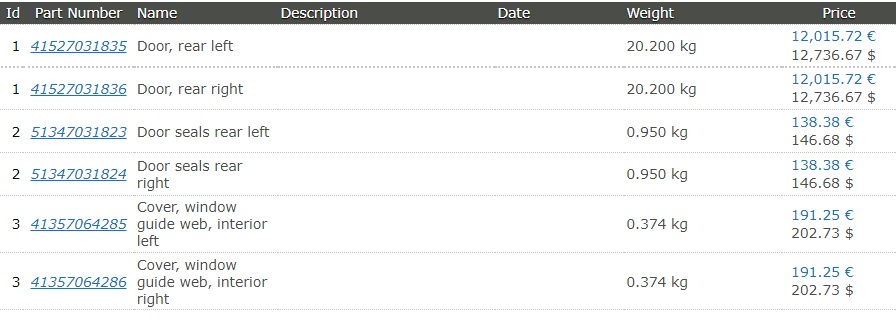 Id Part Number Name Description Date Weight Price
1 41527031835 Door, rear left 20.200 kg 12,015.72 €
12,736.67 $
1 41527031836 Door, rear right 20.200 kg 12,015.72 €
12,736.67 $
2 51347031823 Door seals rear left 0.950 kg 138.38 €
146.68 $
2 51347031824 Door seals rear
right 0.950 kg 138.38 €
146.68 $
3 41357064285 Cover, window
guide web, interior
left 0.374 kg 191.25 €
202.73 $
3 41357064286 Cover, window
guide web, interior
right 0.374 kg 191.25 €
202.73 $